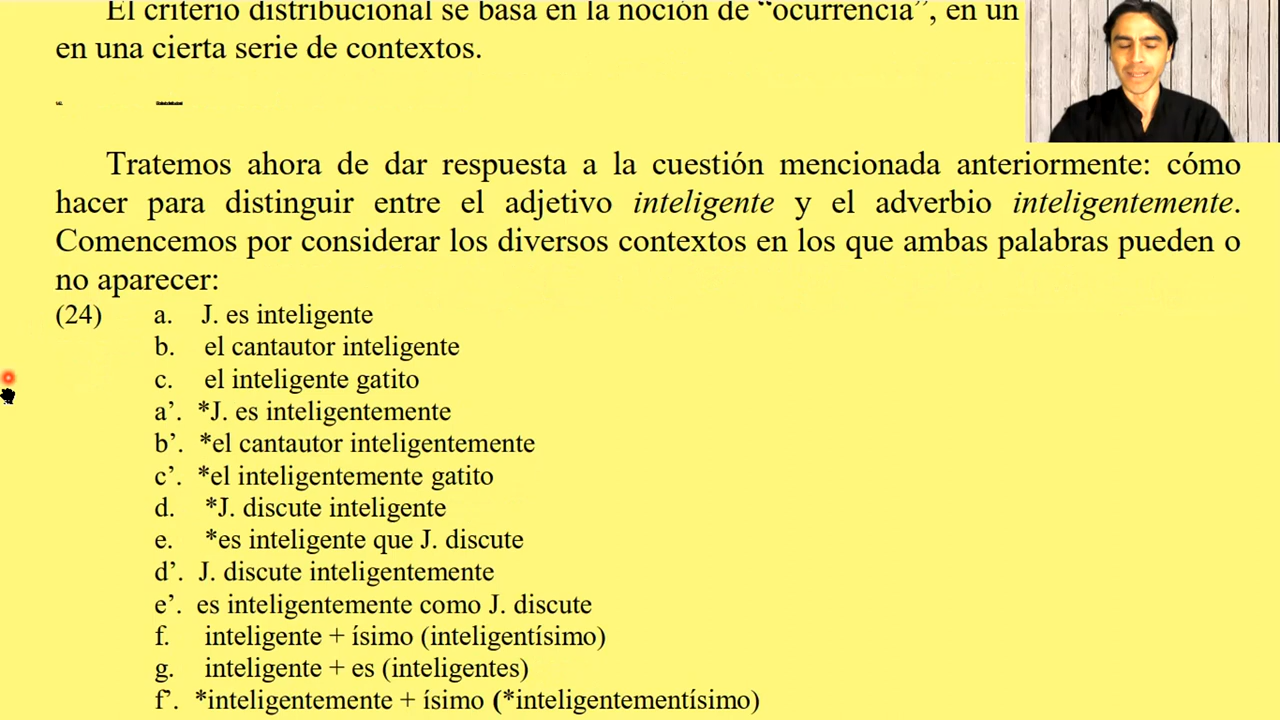 El criterio distribucional se basa en la noción de “ocurrencia”, en un
en una cierta serie de contextos.
Tratemos ahora de dar respuesta a la cuestión mencionada anteriormente: cómo
hacer para distinguir entre el adjetivo inteligente y el adverbio inteligentemente.
Comencemos por considerar los diversos contextos en los que ambas palabras pueden o
no aparecer:
(24) a. J. es inteligente
b. el cantautor inteligente
c. el inteligente gatito
a’. *J. es inteligentemente
b’. *el cantautor inteligentemente
c’. *el inteligentemente gatito
d. *J. discute inteligente
e. *es inteligente que J. discute
d’. J. discute inteligentemente
e’. es inteligentemente como J. discute
f. inteligente + ísimo (inteligentísimo)
g. inteligente + es (inteligentes)
f’. *inteligentemente + ísimo (*inteligentementísimo)